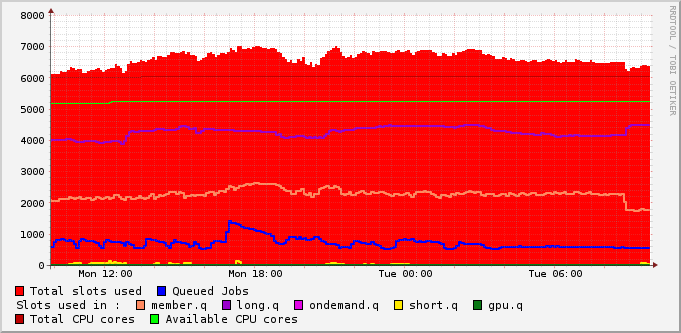 8000
7000
6000
5000
4000
3000
2000
1000
0
Mon 12:00 Mon 18:00 Tue 00:00 Tue 06:00
Total slots used Queued Jobs
Slots used in : member.q long.q ondemand.q short.q gpu.q
Total CPU cores Available CPU cores
RRDTOOL / TOBI OETIKER